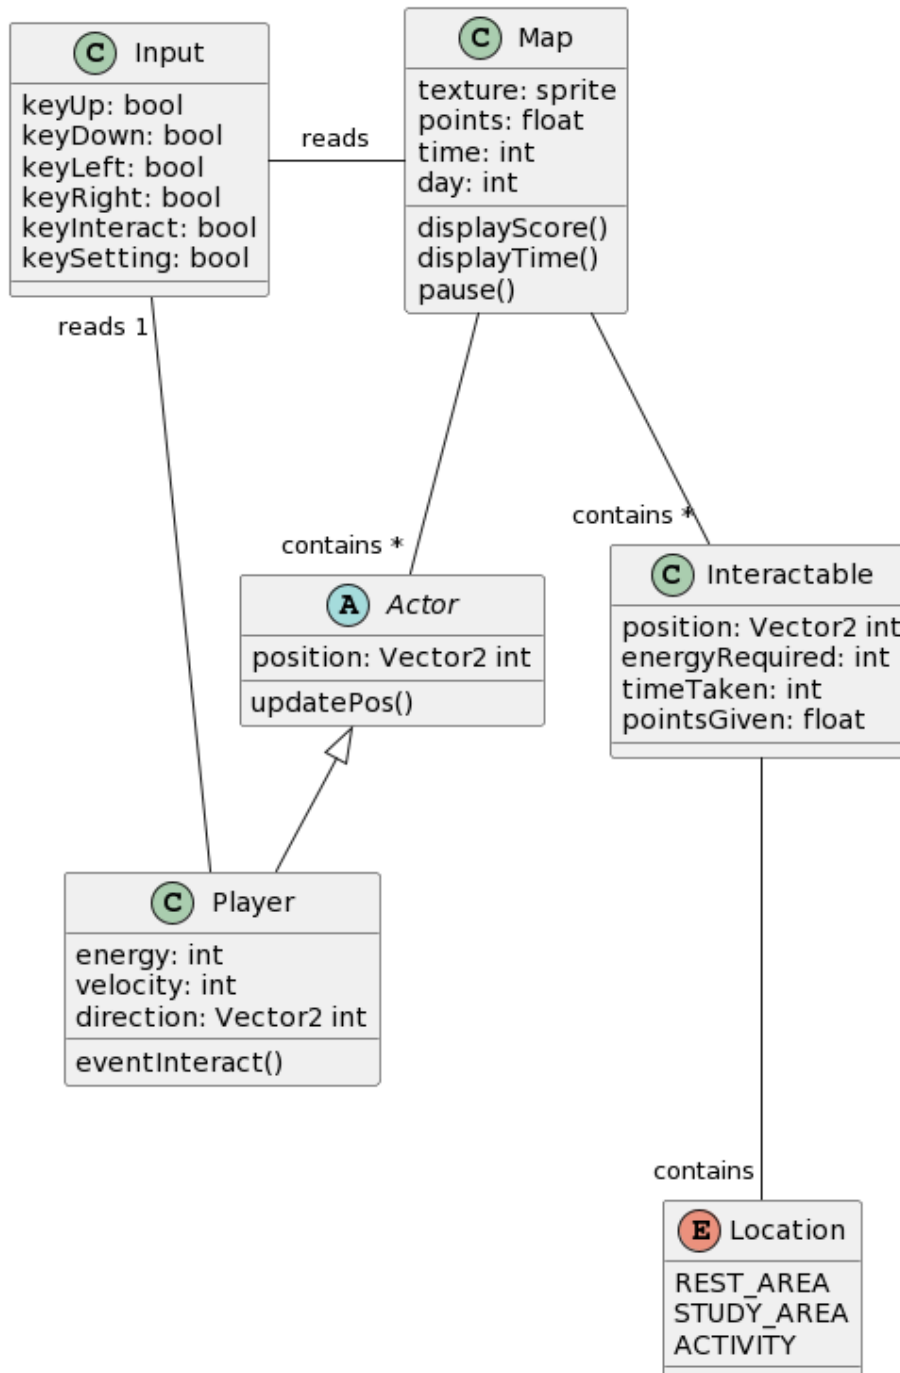 C Input
keyUp: bool
keyDown: bool
keyLeft: bool
keyRight: bool
keyInteract: bool
keySetting: bool
reads
C Map
texture: sprite
points: float
time: int
day: int
displayScore()
displayTime()
pause()
reads 1
contains *
contains *
A Actor
position: Vector2 int
updatePos()
C Interactable
position: Vector2 int
energyRequired: int
timeTaken: int
pointsGiven: float
C Player
energy: int
velocity: int
direction: Vector2 int
eventInteract()
contains
E Location
REST_AREA
STUDY_AREA
ACTIVITY